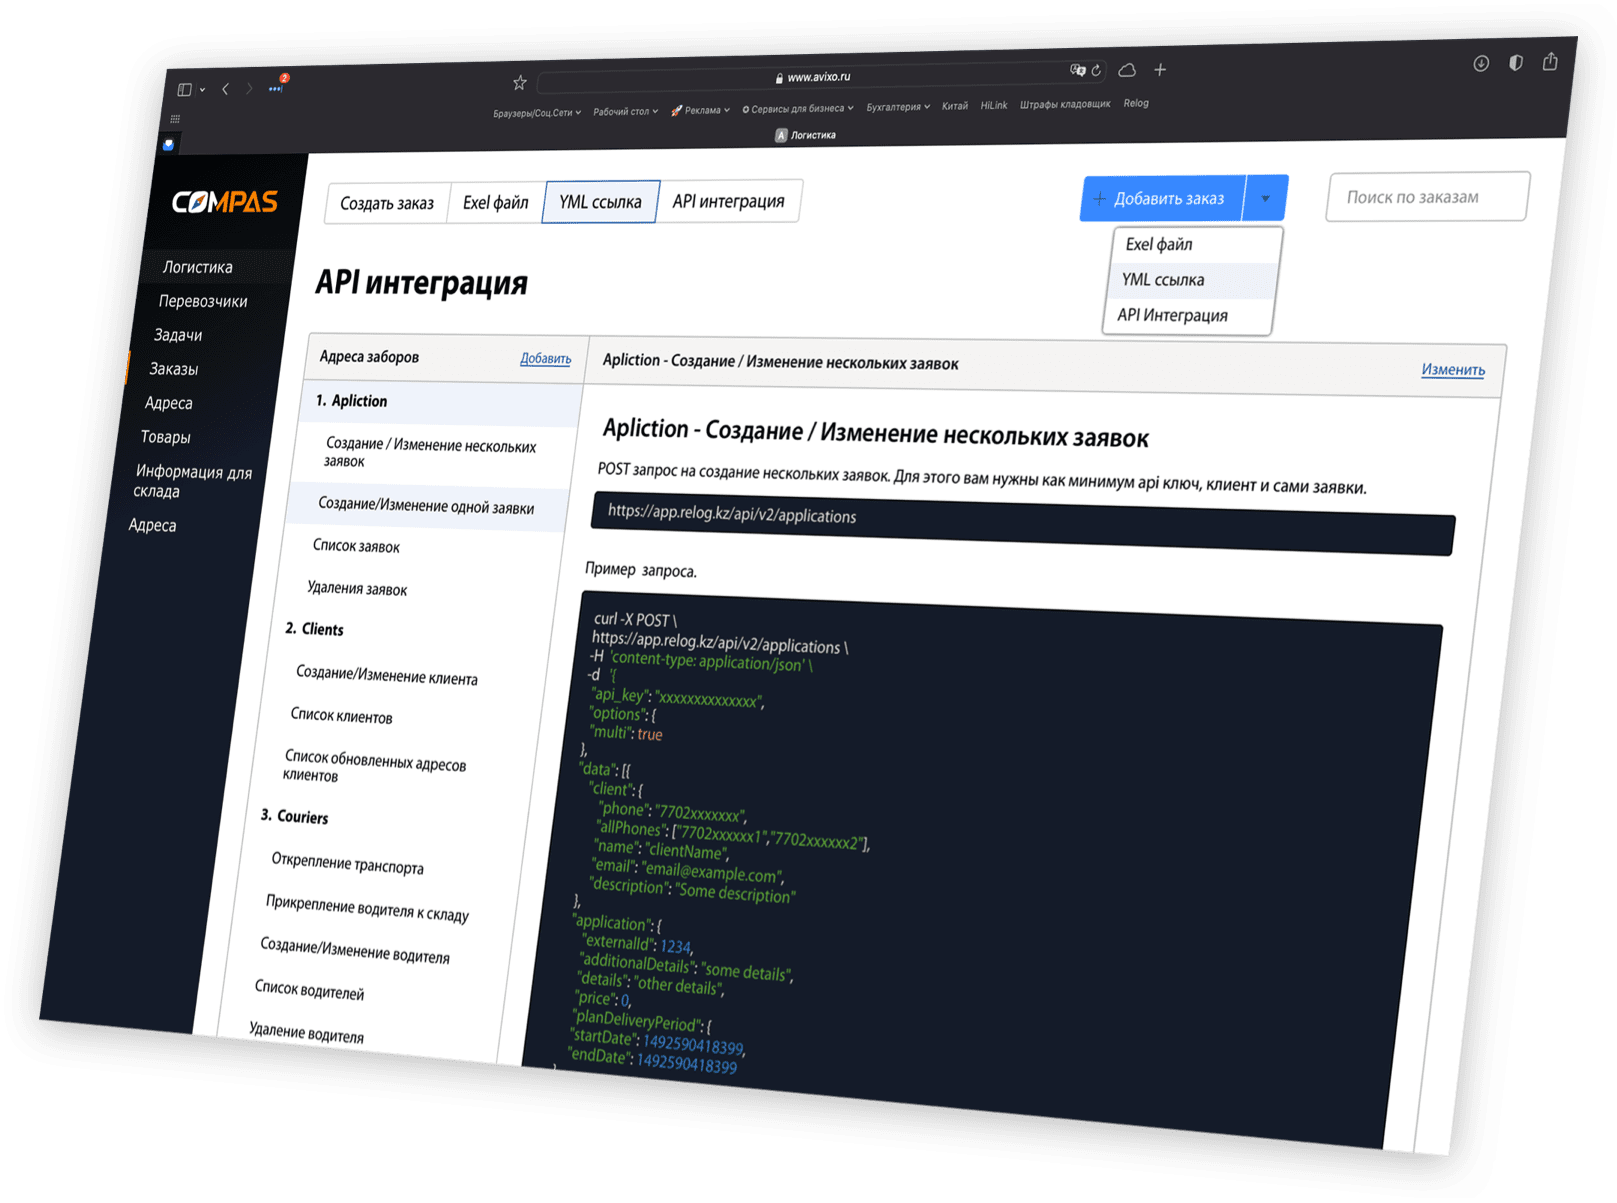 2
www.avixo.ru
Браузеры/Соц.Сети
Рабочий стол
Реклама
Сервисы для бизнеса
Бухгалтерия
Китай
HiLink
Штрафы кладовщик
Relog
A Логистика
COMPAS
Логистика
Перевозчики
Задачи
Заказы
Адреса
Товары
Информация для
склада
Адреса
Создать заказ
Exel файл
YML ссылка
API интеграция
+ Добавить заказ
Поиск по заказам
Exel файл
YML ссылка
API Интеграция
API интеграция
Адреса заборов
Добавить
1. Apliction
Создание / Изменение нескольких
заявок
Создание/Изменение одной заявки
Список заявок
Удаления заявок
2. Clients
Создание/Изменение клиента
Список клиентов
Список обновленных адресов
клиентов
3. Couriers
Открепление транспорта
Прикрепление водителя к складу
Создание/Изменение водителя
Список водителей
Удаление водителя
Apliction - Создание / Изменение нескольких заявок
Изменить
Apliction - Создание / Изменение нескольких заявок
POST запрос на создание нескольких заявок. Для этого вам нужны как минимум api ключ, клиент и сами заявки.
https://app.relog.kz/api/v2/applications
Пример запроса.
curl -X POST \
https://app.relog.kz/api/v2/applications \
-H 'content-type: application/json' \
-d '{
"api_key": "xxxxxxxxxxxxxx",
"options": {
"multi": true
},
"data": [{
"client": {
"phone": "7702xxxxxxx",
"allPhones": ["7702xxxxxx1","7702xxxxxx2"],
"name": "clientName",
"email": "email@example.com",
"description": "Some description"
},
"application": {
"externalId": 1234,
"additionalDetails": "some details",
"details": "other details",
"price": 0,
"planDeliveryPeriod": {
"startDate": 1492590418399,
"endDate": 1492590418399